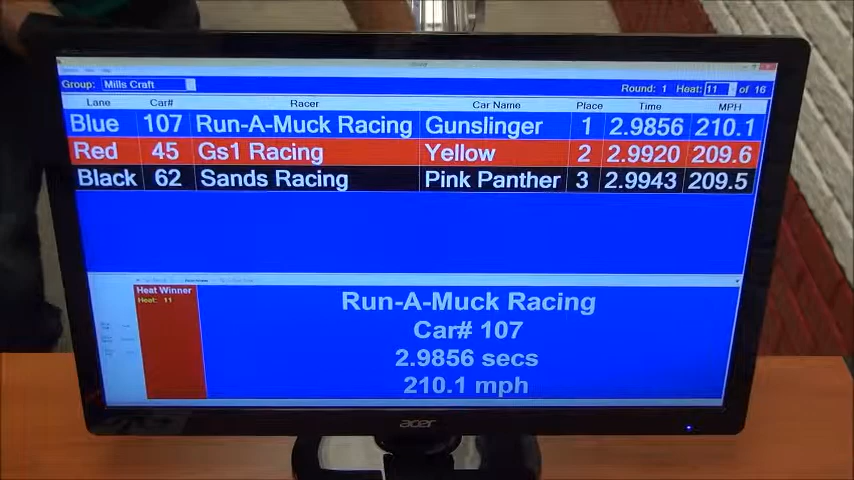 Group: Mills Craft Round: 1 Heat: 11 of 16
Lane Car# Racer Car Name Place Time MPH
Blue 107 Run-A-Muck Racing Gunslinger 1 2.9856 210.1
Red 45 Gs1 Racing Yellow 2 2.9920 209.6
Black 62 Sands Racing Pink Panther 3 2.9943 209.5
Heat Winner
Heat: 11
Run-A-Muck Racing
Car# 107
2.9856 secs
210.1 mph
acer